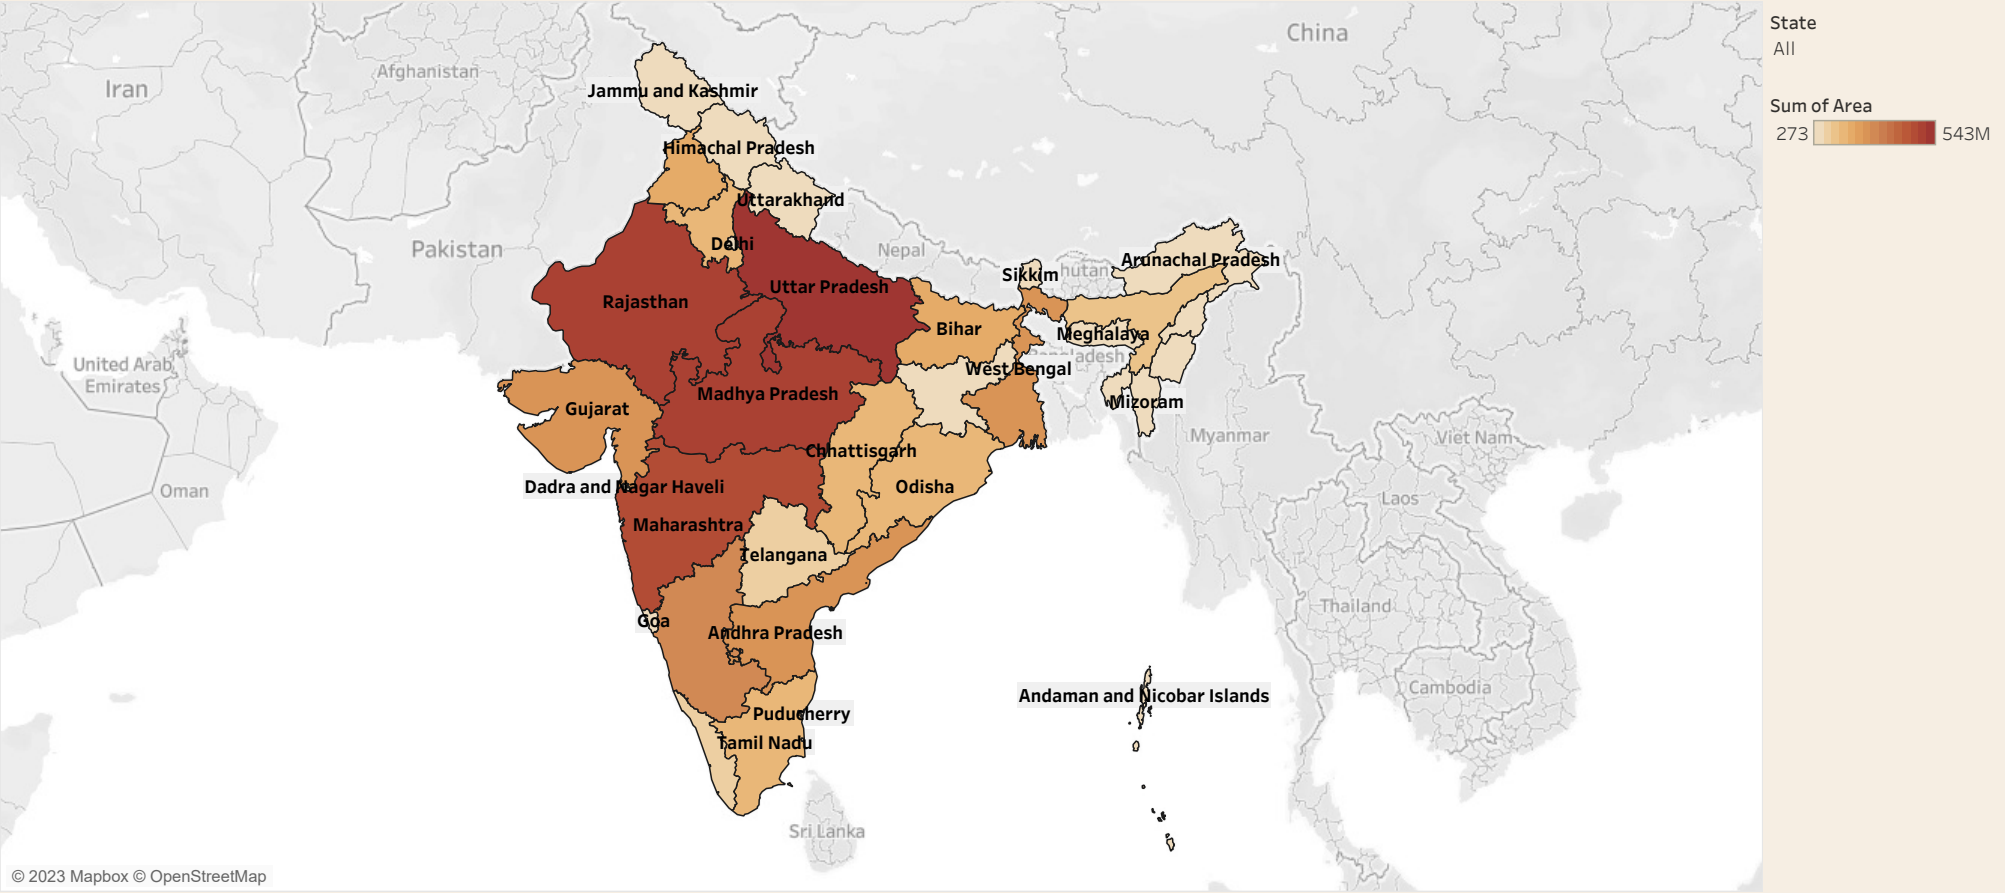 China
Iran
Afghanistan
Jammu and Kashmir
Himachal Pradesh
Uttarakhand
Pakistan
Delhi
Nepal
Arunachal Pradesh
Sikkim
hutan
Uttar Pradesh
Rajasthan
Bihar
Meghalaya
Bangladesh
West Bengal
United Arab
Emirates
Madhya Pradesh
Mizoram
Gujarat
Myanmar
Viet Nam
Chhattisgarh
Dadra and Nagar Haveli
Odisha
Oman
Laos
Maharashtra
Telangana
Thailand
Goa
Andhra Pradesh
Cambodia
Andaman and Nicobar Islands
Puducherry
Tamil Nadu
Sri Lanka
© 2023 Mapbox © OpenStreetMap
State
All
Sum of Area
273 543M